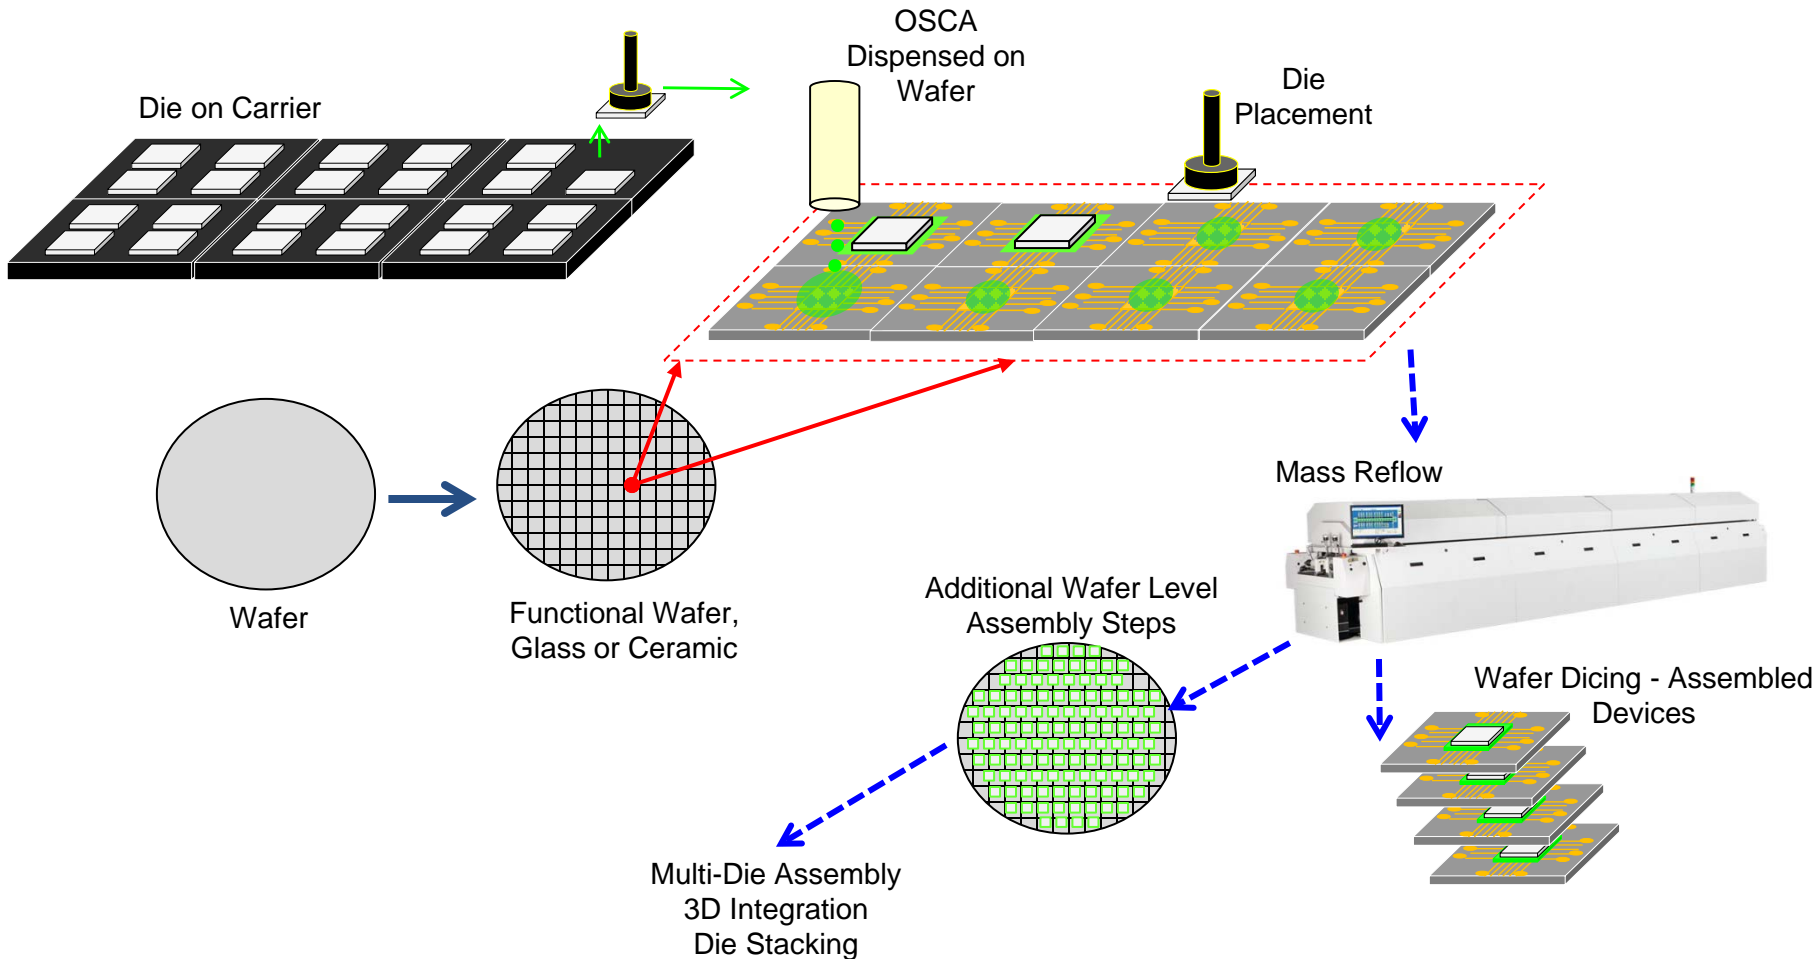 OSCA
Dispensed on
Wafer
Die
Placement
Die on Carrier
Mass Reflow
Wafer
Functional Wafer,
Glass or Ceramic
Additional Wafer Level
Assembly Steps
Wafer Dicing - Assembled
Devices
Multi-Die Assembly
3D Integration
Die Stacking